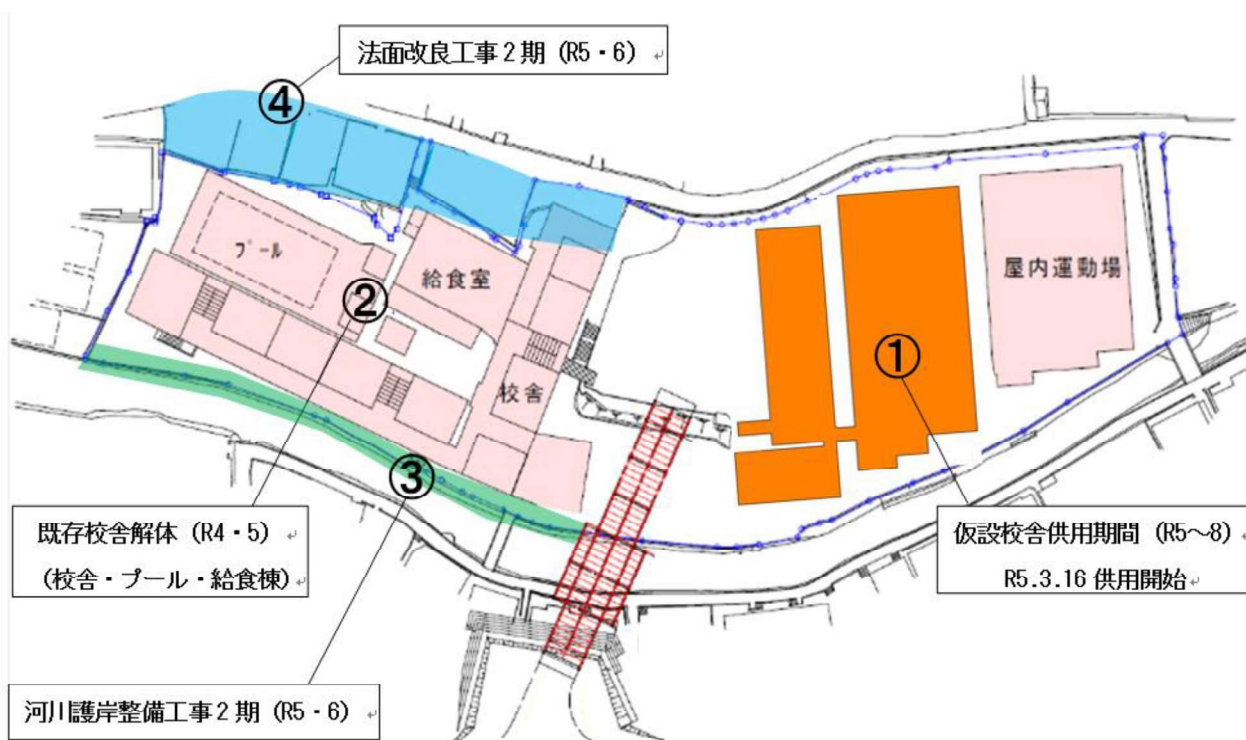 法面改良工事2期（R5・6）
④
プール
給食室
屋内運動場
②
①
校舎
③
既存校舎解体（R4・5）
（校舎・プール・給食棟）
仮設校舎供用期間（R5～8）
R5.3.16 供用開始
河川護岸整備工事2期（R5・6）